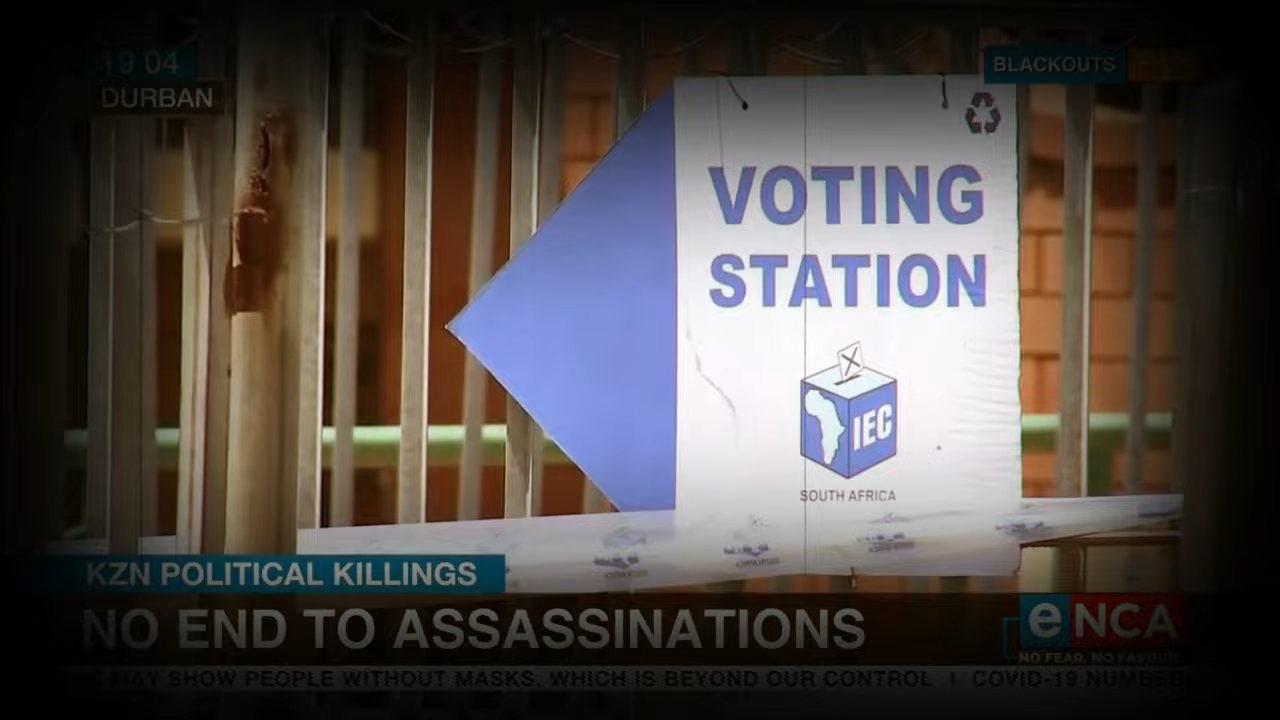 19 04
DURBAN
BLACKOUTS
VOTING
STATION
IEC
SOUTH AFRICA
KZN POLITICAL KILLINGS
NO END TO ASSASSINATIONS
eNCA
NO FEAR. NO FAVOUR
MAY SHOW PEOPLE WITHOUT MASKS. WHICH IS BEYOND OUR CONTROL | COVID-19 NUMBER